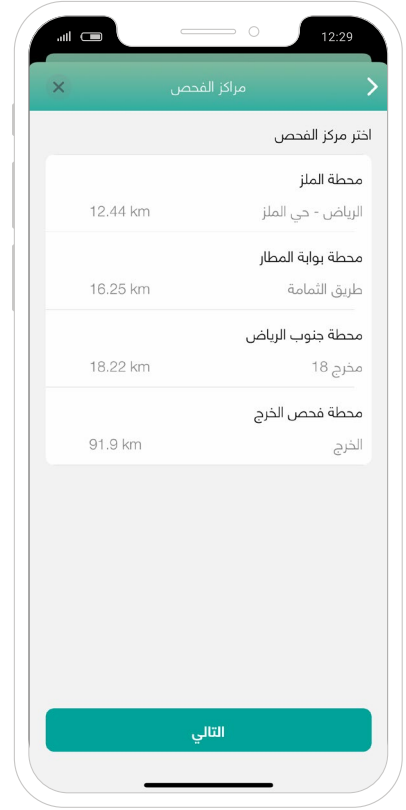 12:29
مراكز الفحص
اختر مركز الفحص
محطة الملز
الرياض - حي الملز 12.44 km
محطة بوابة المطار
طريق الثمامة 16.25 km
محطة جنوب الرياض
مخرج 18 18.22 km
محطة فحص الخرج
الخرج 91.9 km
التالي